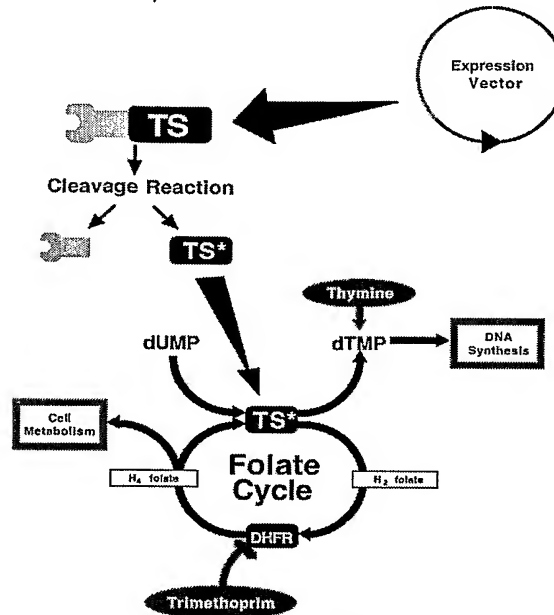 Expression
Vector
TS
Cleavage Reaction
TS*
Thymine
dUMP
dTMP
DNA
Synthesis
Cell
Metabolism
TS*
H₄ folate
Folate
Cycle
H₂ folate
DHFR
Trimethoprim